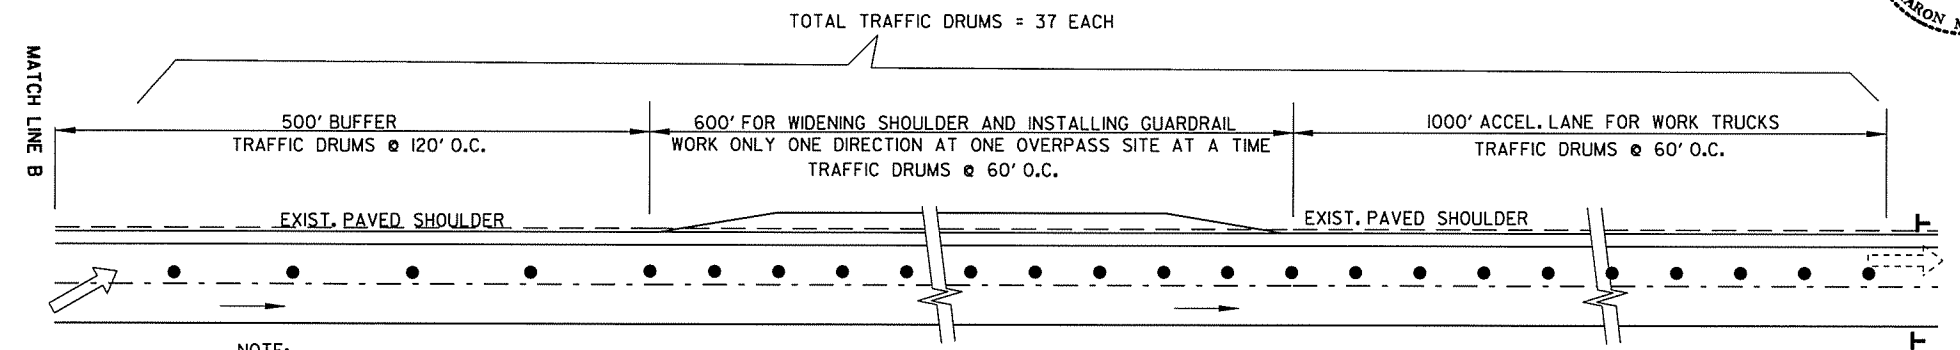 TOTAL TRAFFIC DRUMS = 37 EACH
ARON
MATCH LINE B
500' BUFFER
TRAFFIC DRUMS @ 120' O.C.
600' FOR WIDENING SHOULDER AND INSTALLING GUARDRAIL
WORK ONLY ONE DIRECTION AT ONE OVERPASS SITE AT A TIME
TRAFFIC DRUMS @ 60' O.C.
1000' ACCEL. LANE FOR WORK TRUCKS
TRAFFIC DRUMS @ 60' O.C.
EXIST. PAVED SHOULDER
EXIST. PAVED SHOULDER
NOTE: